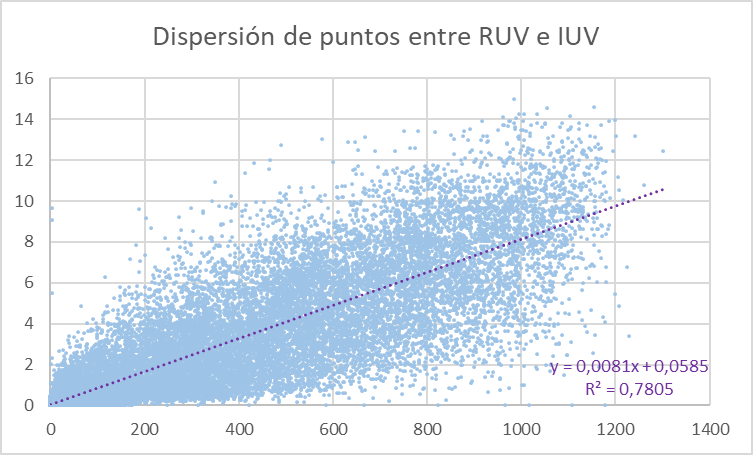 Dispersión de puntos entre RUV e IUV
16
14
12
10
8
6
4
2
0
y = 0,0081x + 0,0585
R² = 0,7805
0 200 400 600 800 1000 1200 1400